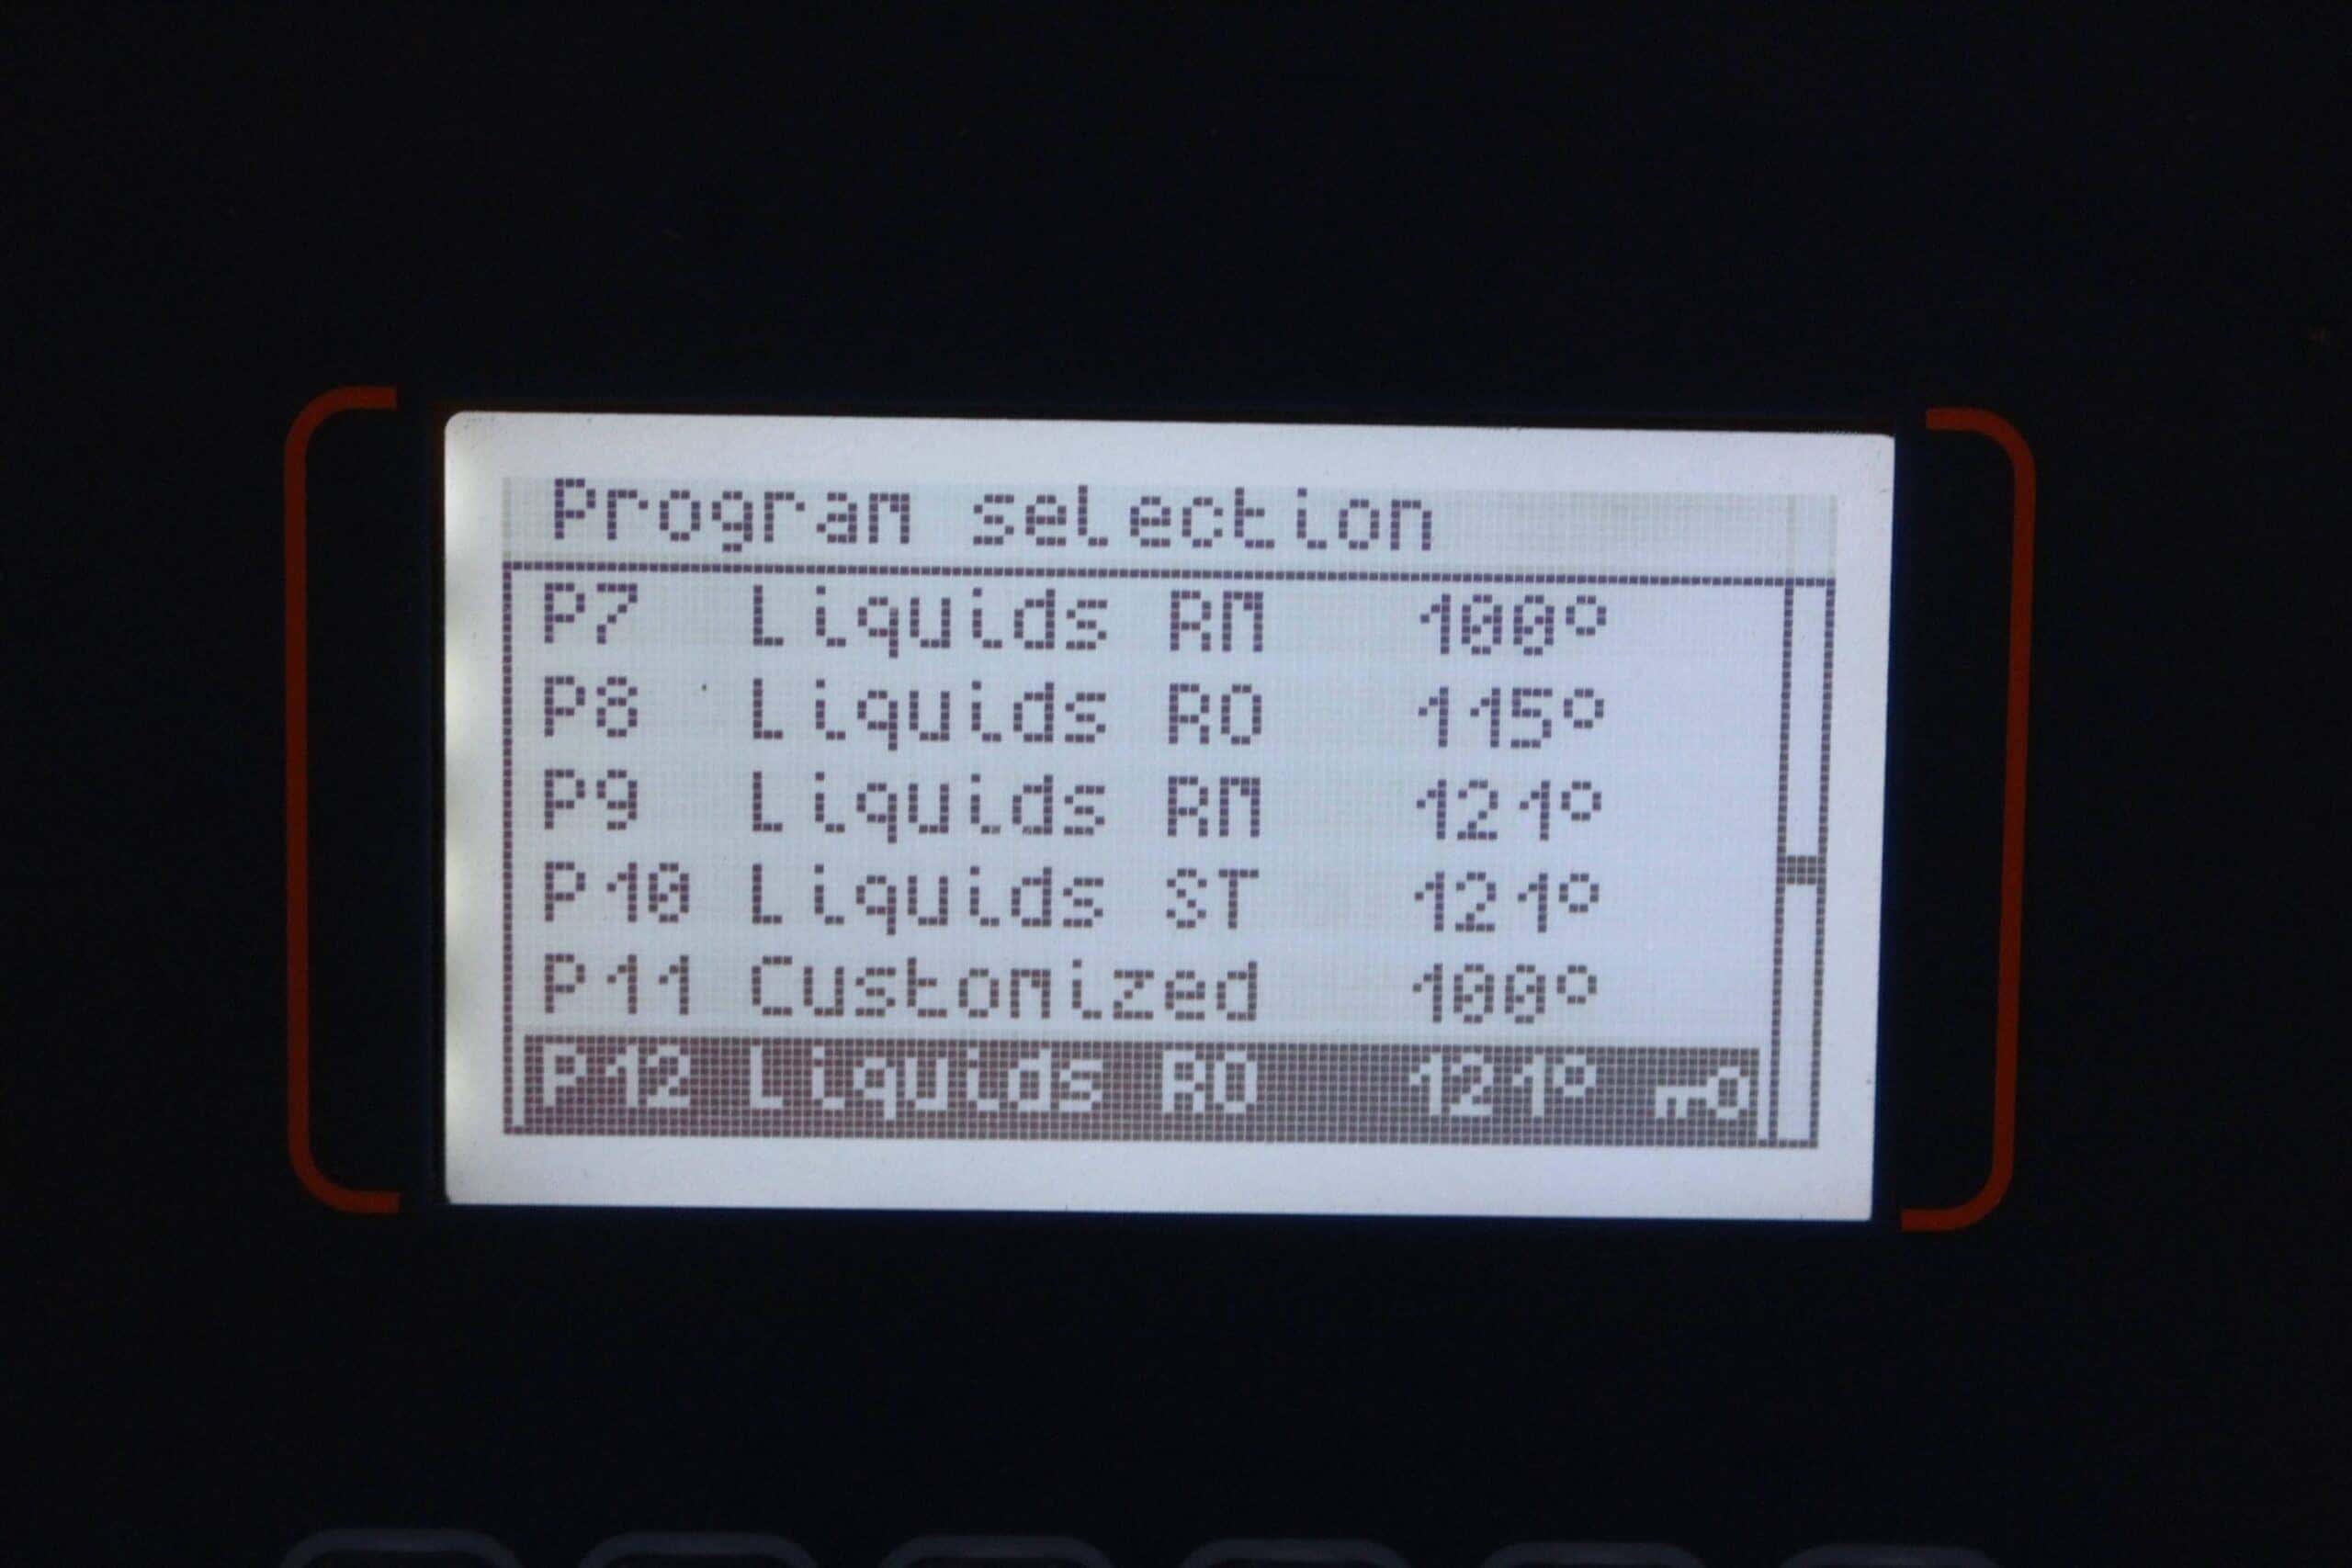 Program selection
P7 Liquids RM 100°
P8 Liquids RO 115°
P9 Liquids RM 121°
P10 Liquids ST 121°
P11 Customized 100°
P12 Liquids RO 121°